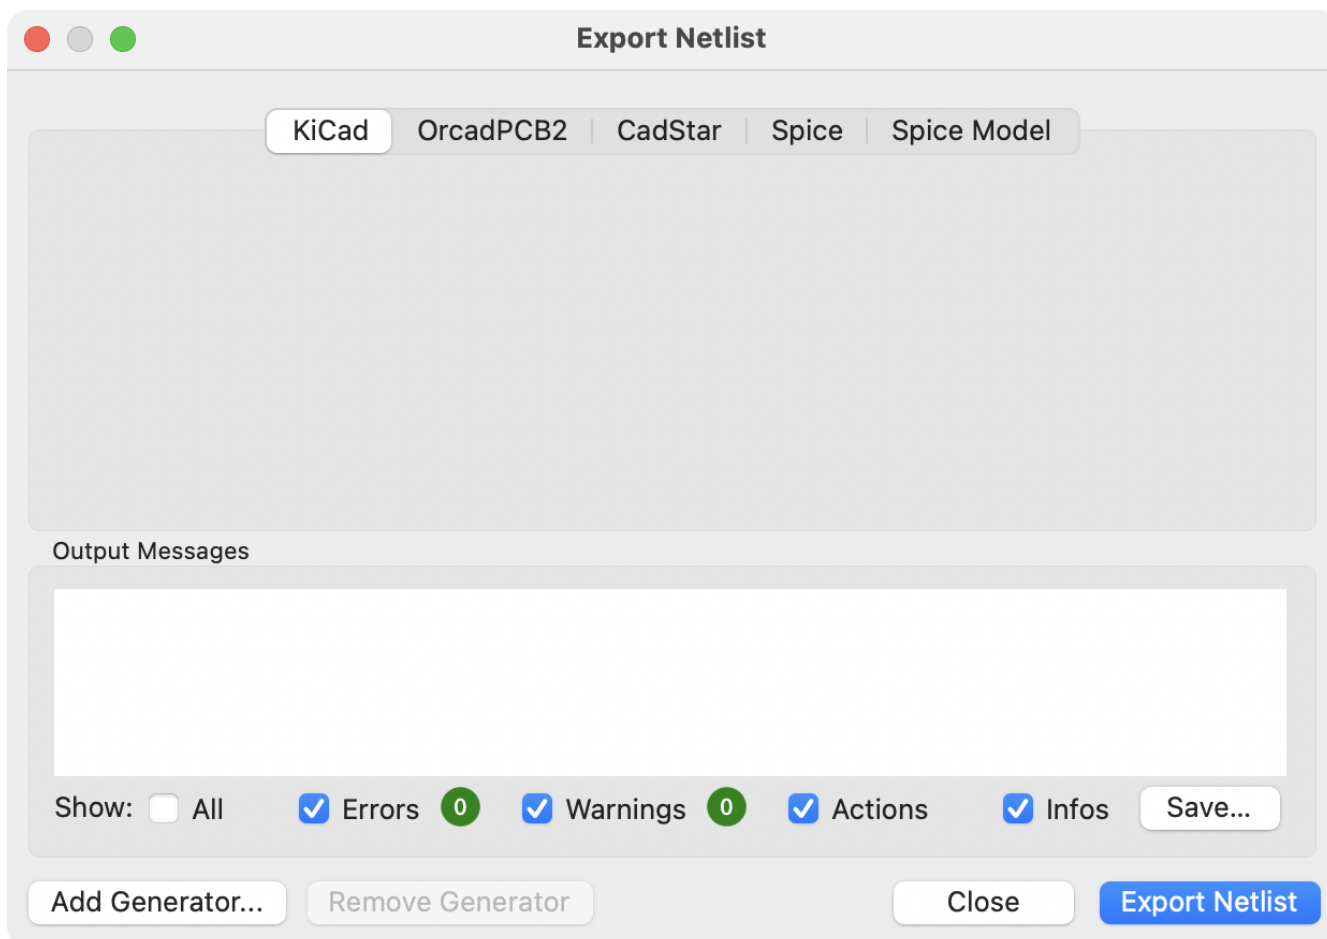 Export Netlist
KiCad OrcadPCB2 CadStar Spice Spice Model
Output Messages
Show: All Errors 0 Warnings 0 Actions Infos Save...
Add Generator... Remove Generator Close Export Netlist